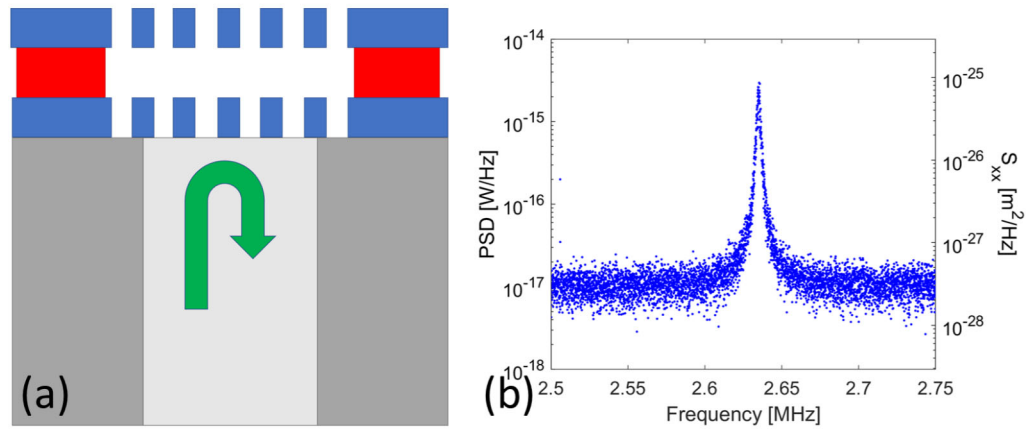 (a)
(b)
PSD [W/Hz]
10^-14
10^-15
10^-16
10^-17
10^-18
10^-25
10^-26
10^-27
10^-28
S_xx [m^2/Hz]
2.5 2.55 2.6 2.65 2.7 2.75
Frequency [MHz]